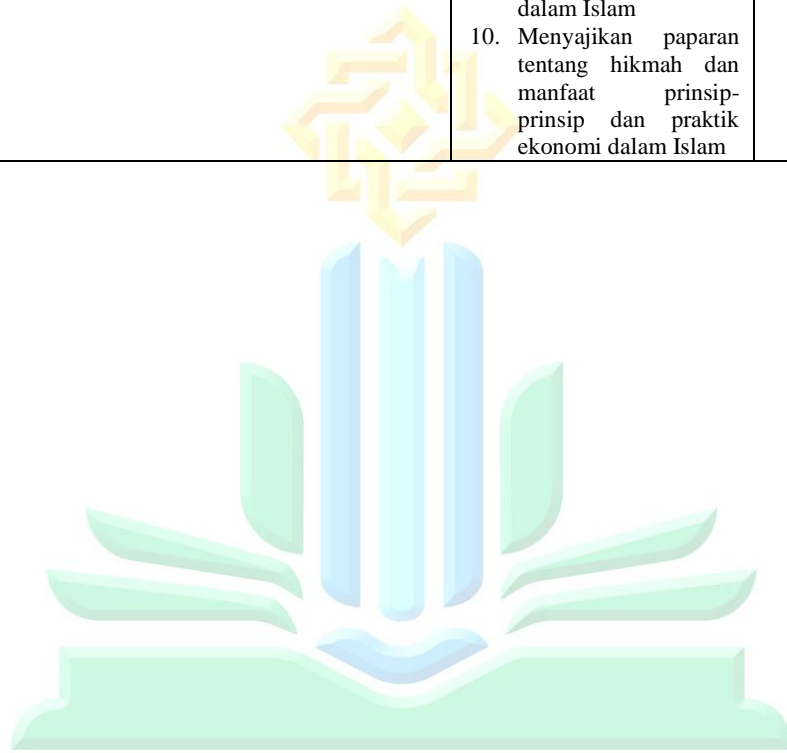 dalam Islam
10. Menyajikan paparan
tentang hikmah dan
manfaat prinsip-
prinsip dan praktik
ekonomi dalam Islam